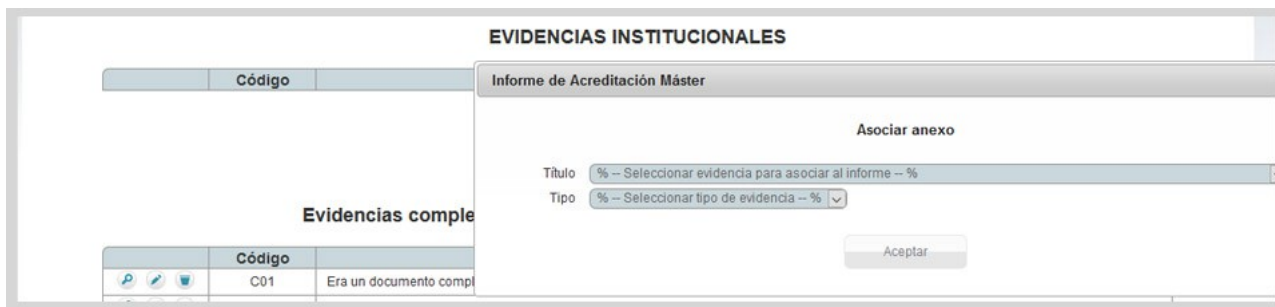 EVIDENCIAS INSTITUCIONALES
Código
Informe de Acreditación Máster
Asociar anexo
Título % -- Seleccionar evidencia para asociar al informe -- %
Tipo % -- Seleccionar tipo de evidencia -- %
Aceptar
Evidencias comple
Código
C01 Era un documento compl